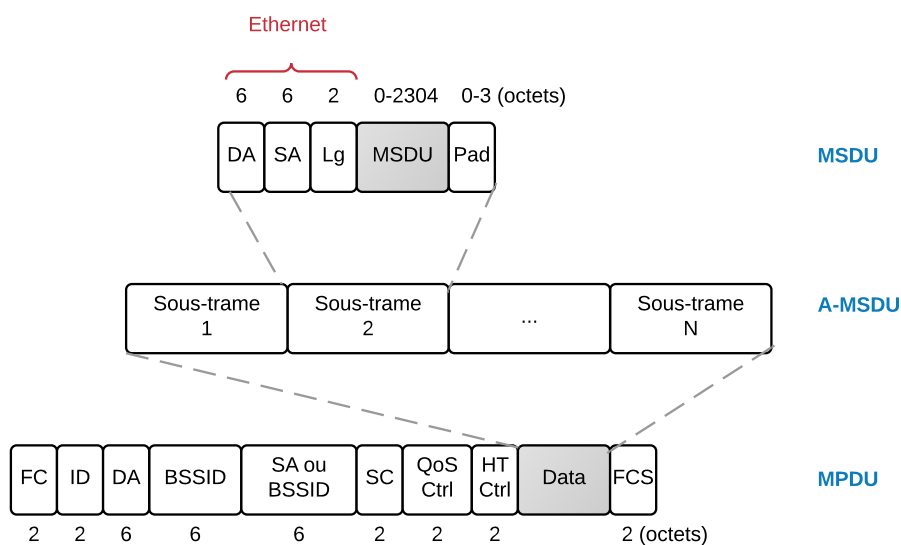 Ethernet
6 6 2 0-2304 0-3 (octets)
DA SA Lg MSDU Pad MSDU
Sous-trame 1 Sous-trame 2 ... Sous-trame N A-MSDU
FC ID DA BSSID SA ou BSSID SC QoS Ctrl HT Ctrl Data FCS MPDU
2 2 6 6 6 2 2 2 2 (octets)